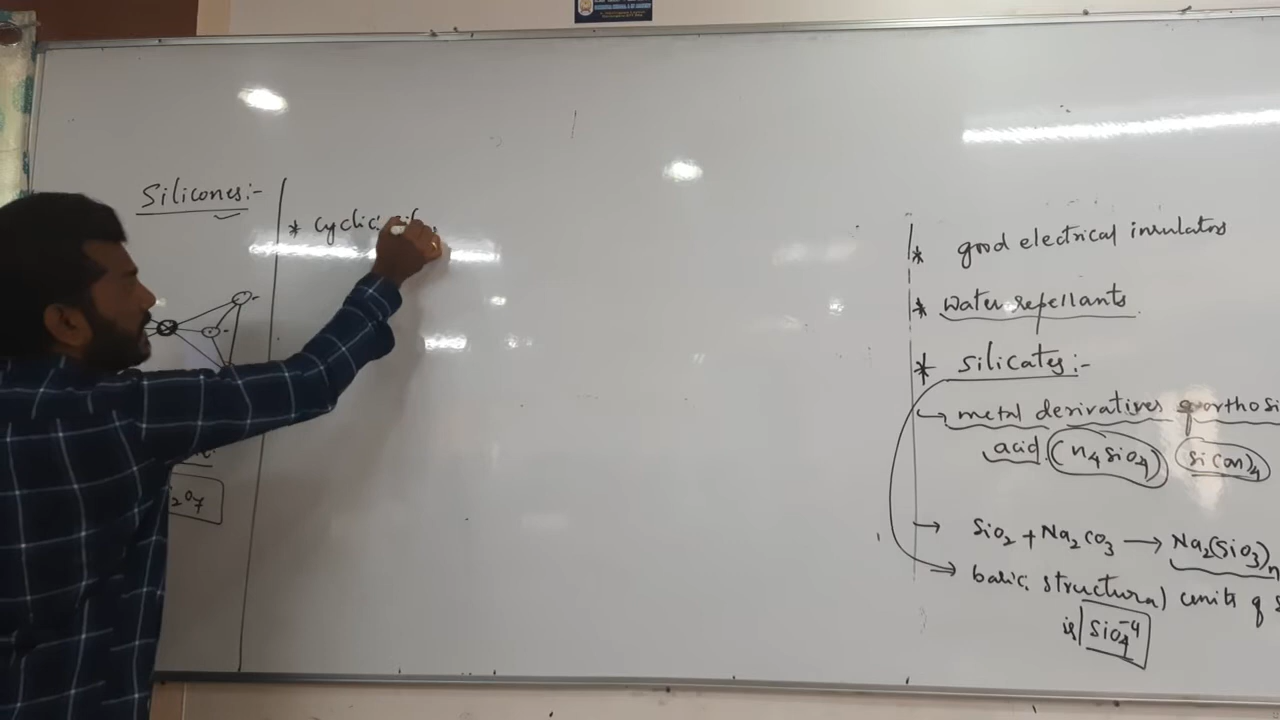 Silicones:-
2O7
* Cyclic
* good electrical insulators
* Water repellants
* Silicates:-
metal derivatives of orthosi
acid (H4SiO4) Si(OH)4
→ SiO2 + Na2CO3 → Na2(SiO3)n
→ basic structural units of s
is SiO4^-4